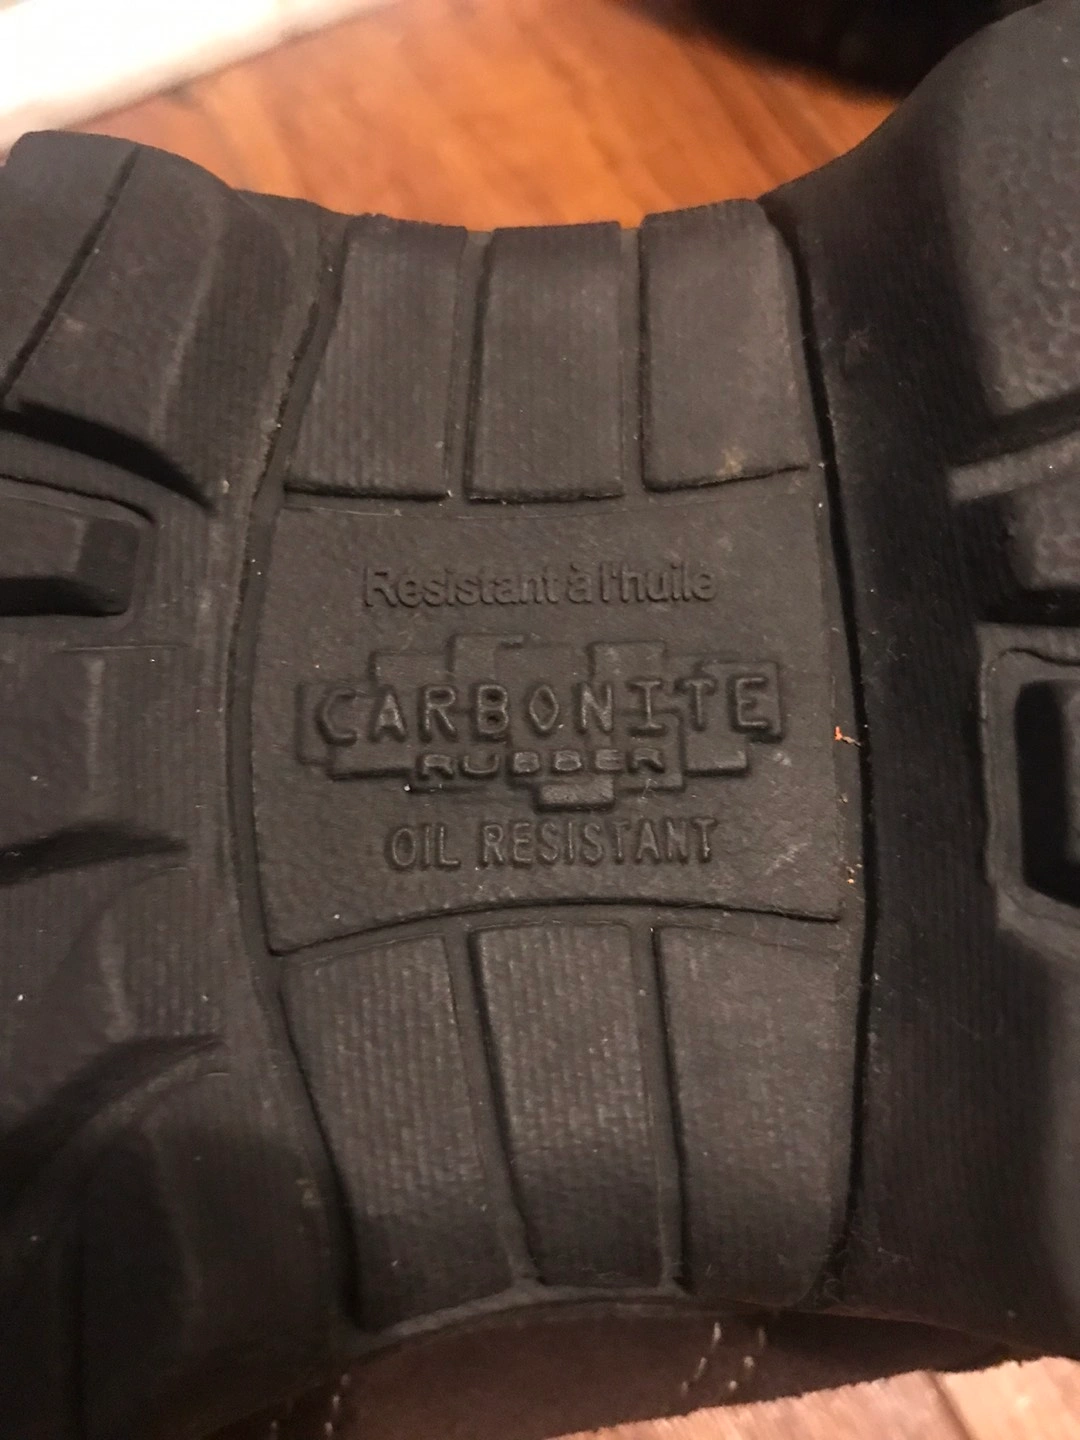 Résistant à l'huile
CARBONITE
RUBBER
OIL RESISTANT